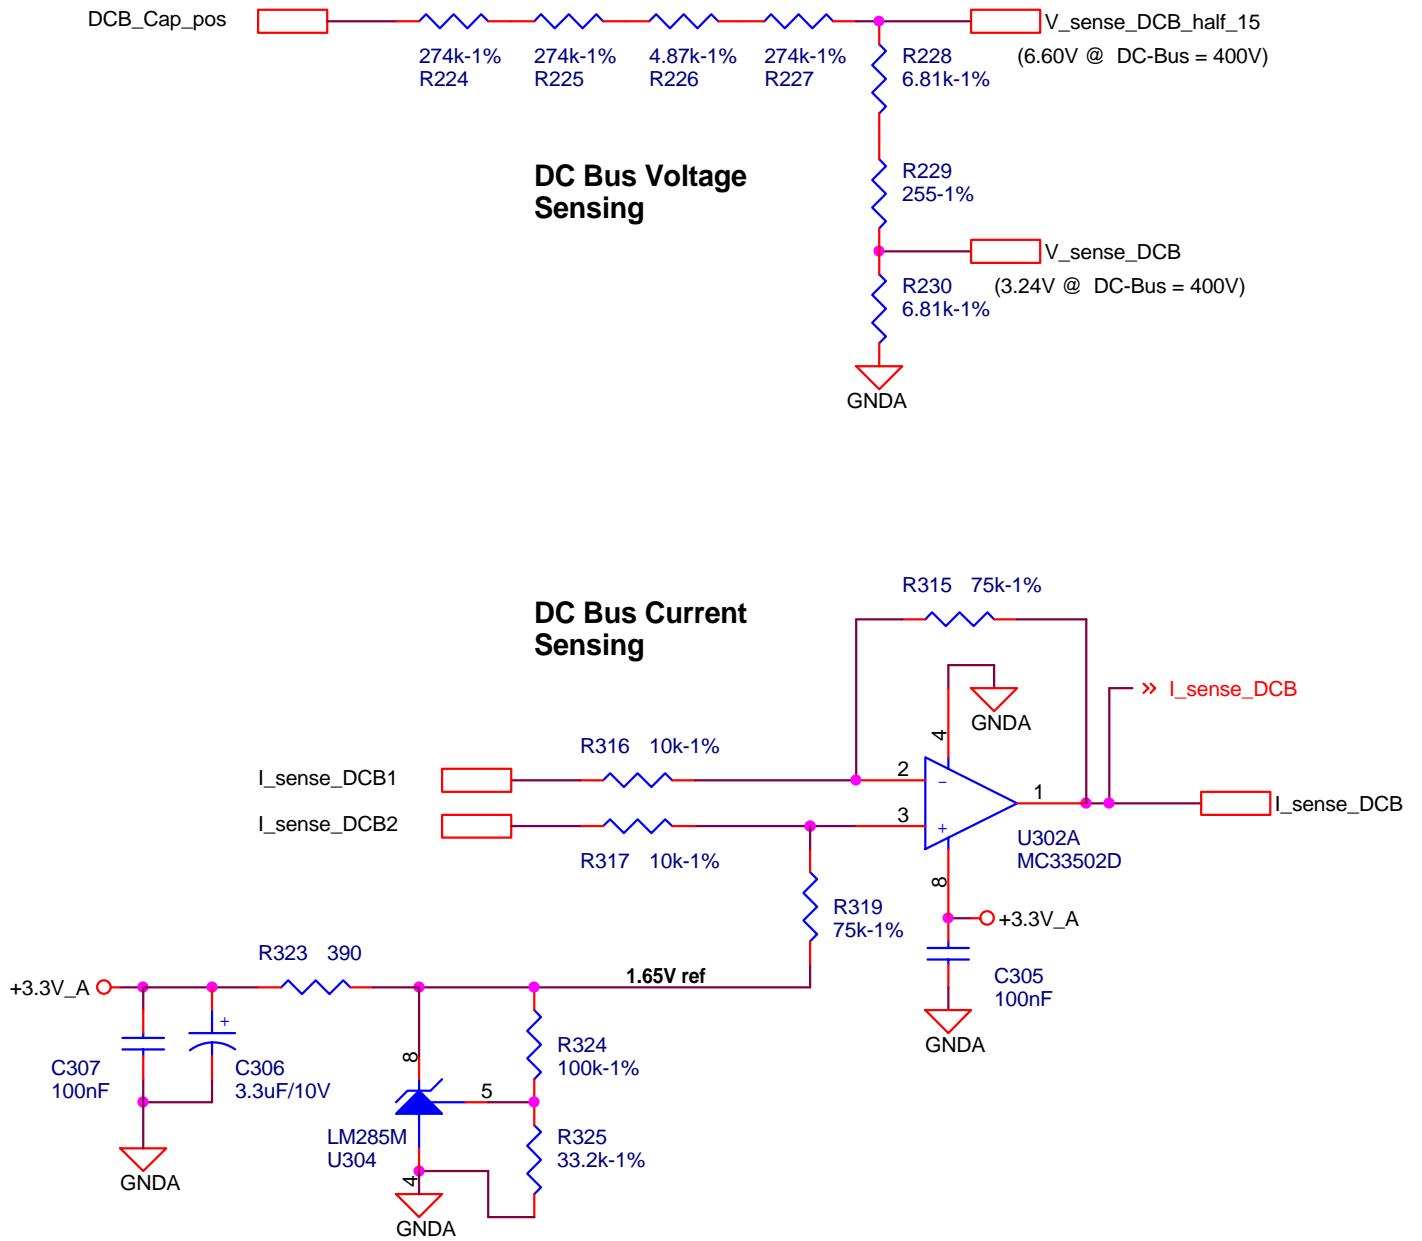 DCB_Cap_pos
V_sense_DCB_half_15
274k-1%
R224
274k-1%
R225
4.87k-1%
R226
274k-1%
R227
R228
6.81k-1%
(6.60V @  DC-Bus = 400V)
DC Bus Voltage
Sensing
R229
255-1%
V_sense_DCB
R230
6.81k-1%
(3.24V @  DC-Bus = 400V)
GNDA
DC Bus Current
Sensing
R315   75k-1%
I_sense_DCB
GNDA
4
R316   10k-1%
I_sense_DCB1
2
-
1
I_sense_DCB
I_sense_DCB2
3
+
U302A
MC33502D
R317   10k-1%
8
R319
75k-1%
+3.3V_A
R323   390
+3.3V_A
1.65V ref
C305
100nF
GNDA
+
C307
100nF
C306
3.3uF/10V
8
R324
100k-1%
5
LM285M
U304
R325
33.2k-1%
4
GNDA
GNDA